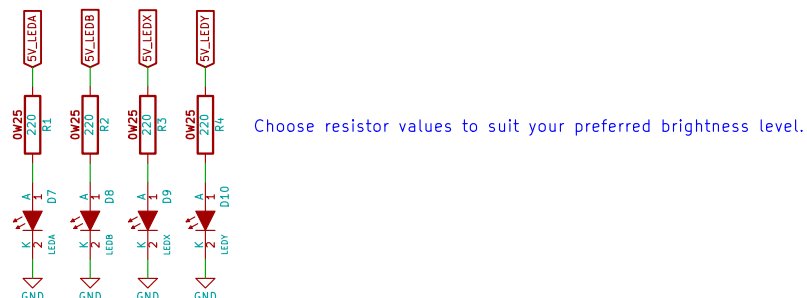 5V_LEDA 5V_LEDB 5V_LEDX 5V_LEDY
0W25 220 R1 0W25 220 R2 0W25 220 R3 0W25 220 R4
Choose resistor values to suit your preferred brightness level.
A 1 D7 A 1 D8 A 1 D9 A 1 D10
K 2 LEDA K 2 LEDB K 2 LEDX K 2 LEDY
GND GND GND GND